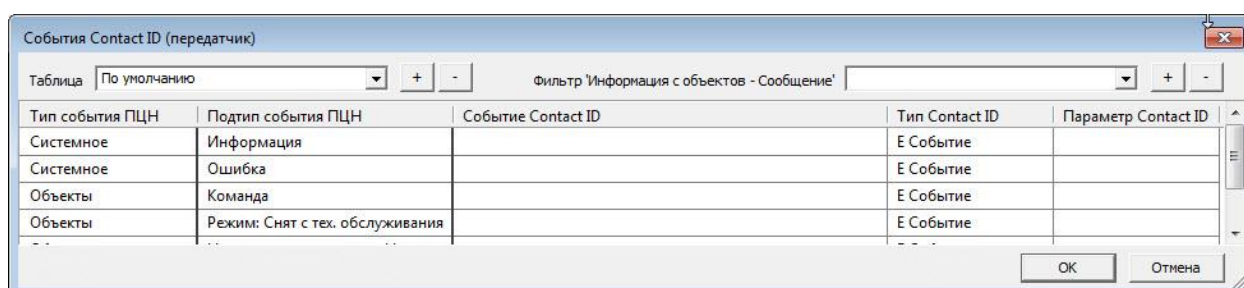 События Contact ID (передатчик)
Таблица По умолчанию + - Фильтр 'Информация с объектов - Сообщение' + -
Тип события ПЦН Подтип события ПЦН Событие Contact ID Тип Contact ID Параметр Contact ID
Системное Информация E Событие
Системное Ошибка E Событие
Объекты Команда E Событие
Объекты Режим: Снят с тех. обслуживания E Событие
OK Отмена